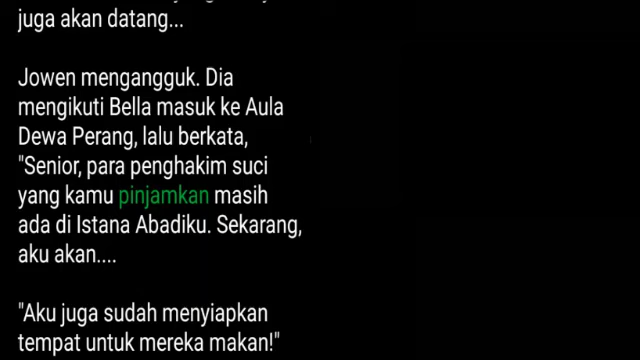 juga akan datang...
Jowen mengangguk. Dia
mengikuti Bella masuk ke Aula
Dewa Perang, lalu berkata,
"Senior, para penghakim suci
yang kamu pinjamkan masih
ada di Istana Abadiku. Sekarang,
aku akan....
"Aku juga sudah menyiapkan
tempat untuk mereka makan!"